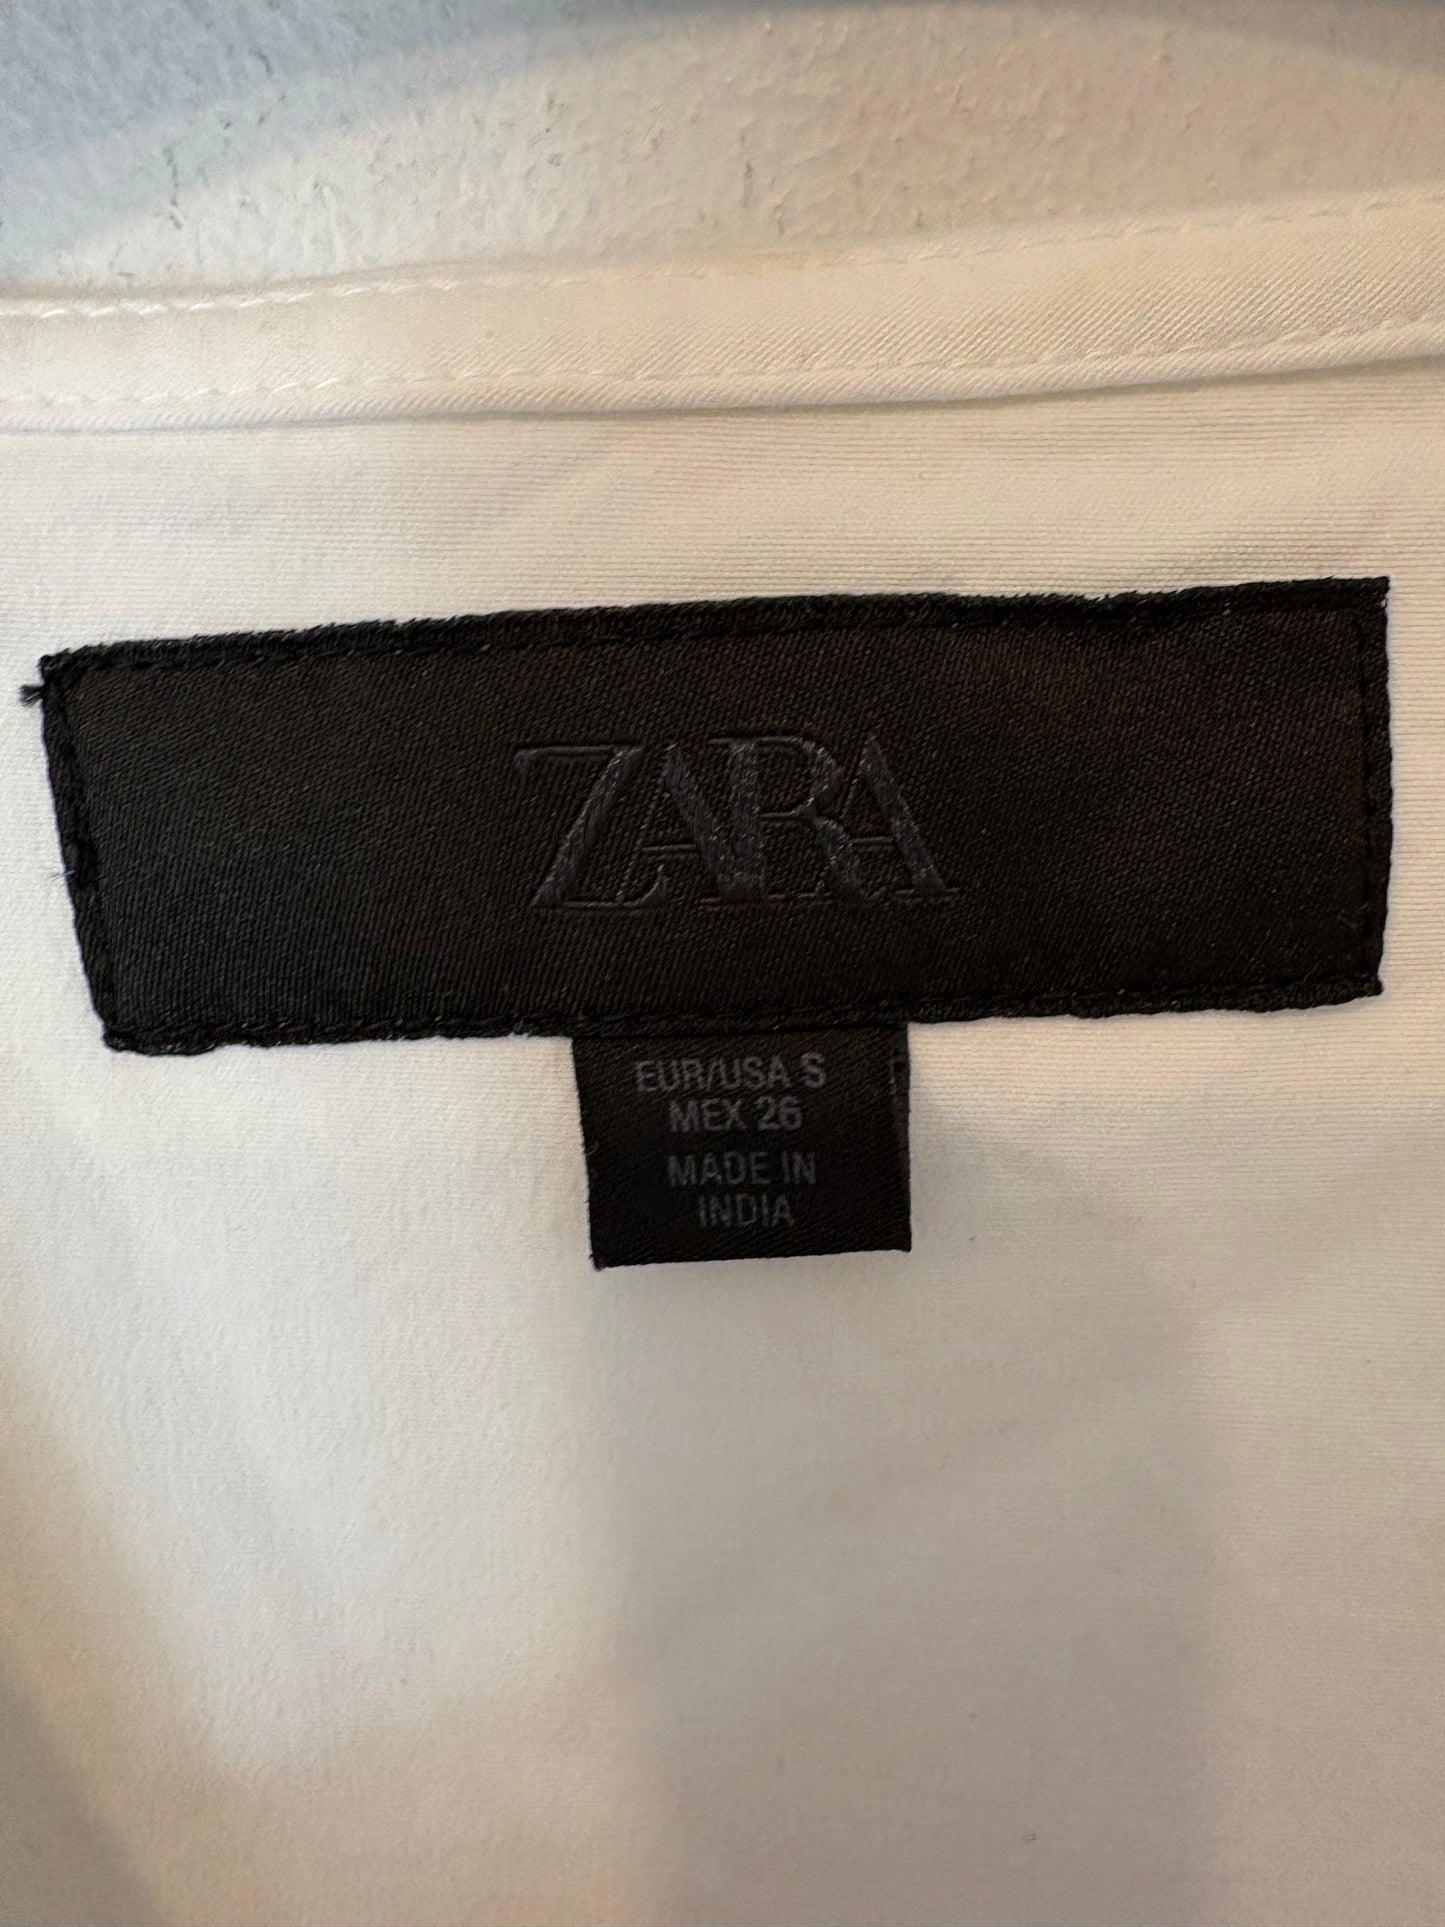 ZARA
EUR/USA S
MEX 26
MADE IN
INDIA